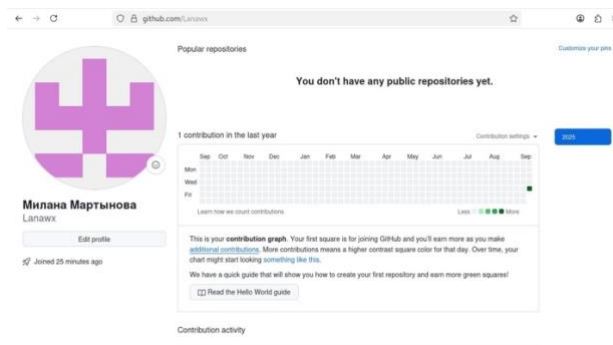 github.com/Lanawx
Popular repositories
Customize your pins
You don't have any public repositories yet.
1 contribution in the last year
Contribution settings
2025
Sep Oct Nov Dec Jan Feb Mar Apr May Jun Jul Aug Sep
Mon
Wed
Fri
Learn how we count contributions
Less More
Милана Мартынова
Lanawx
Edit profile
Joined 25 minutes ago
This is your contribution graph. Your first square is for joining GitHub and you'll earn more as you make
additional contributions. More contributions means a higher contrast square color for that day. Over time, your
chart might start looking something like this.
We have a quick guide that will show you how to create your first repository and earn more green squares!
Read the Hello World guide
Contribution activity